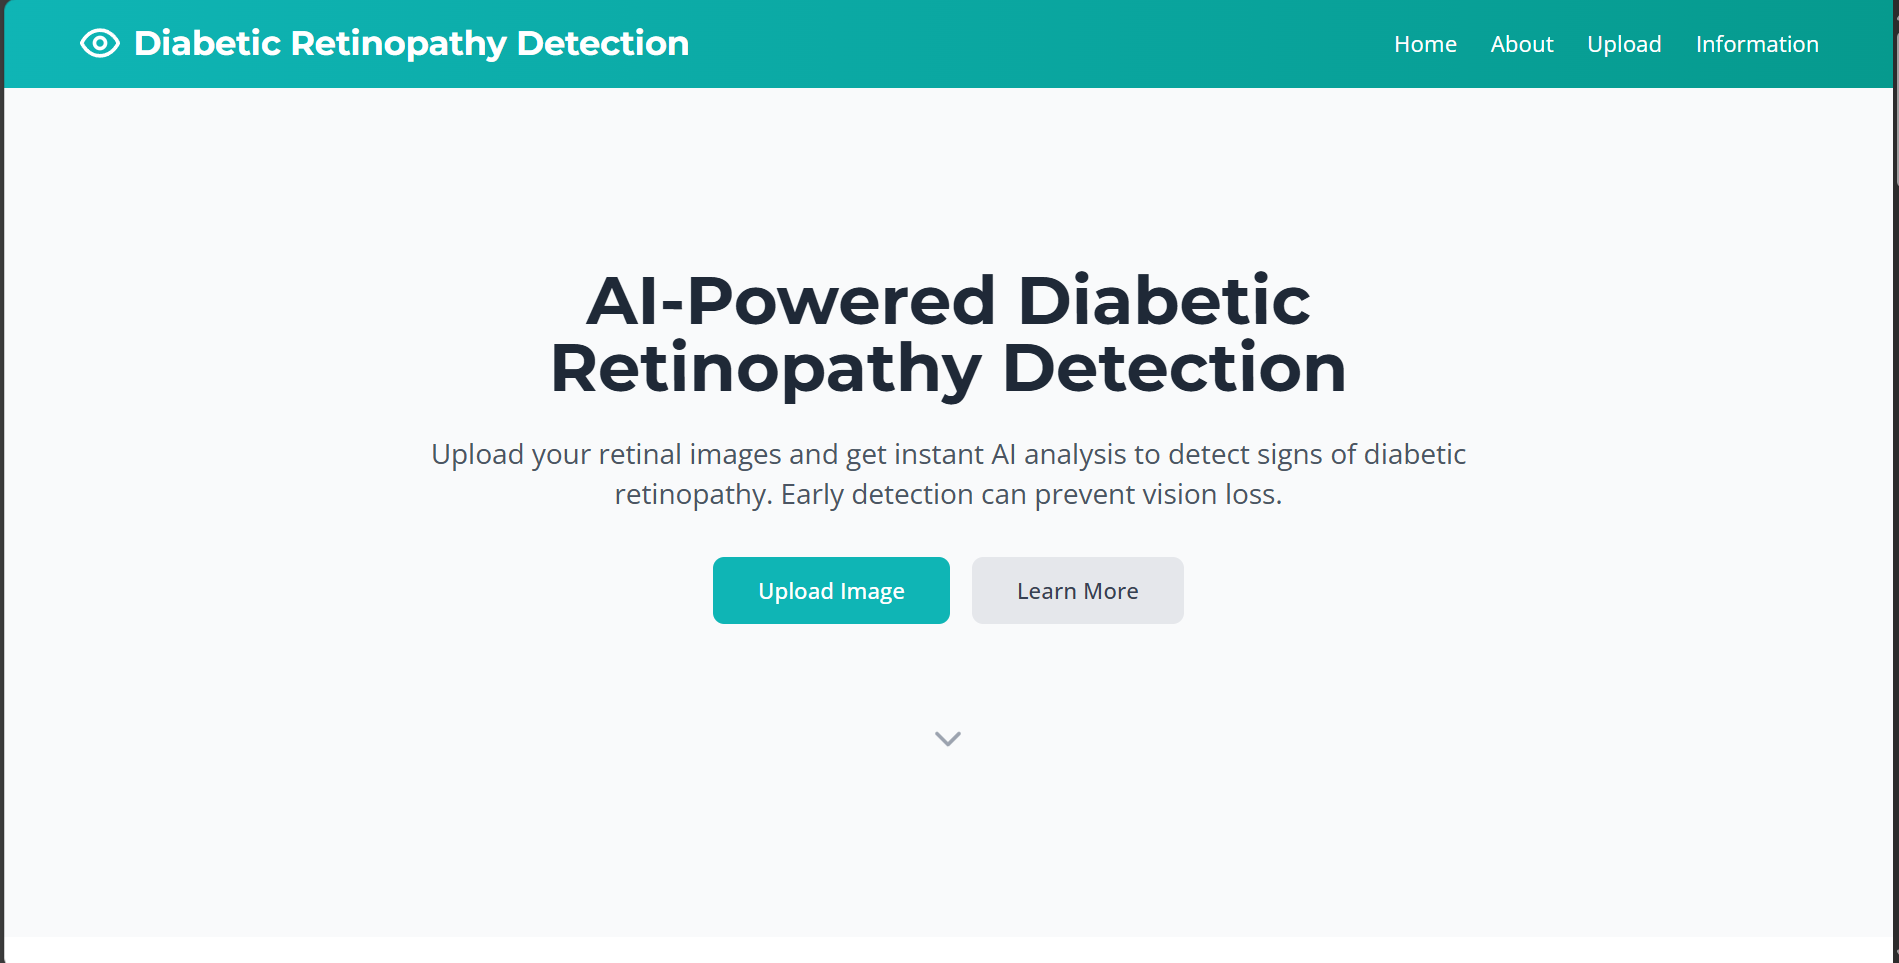 Diabetic Retinopathy Detection
Home About Upload Information
AI-Powered Diabetic
Retinopathy Detection
Upload your retinal images and get instant AI analysis to detect signs of diabetic
retinopathy. Early detection can prevent vision loss.
Upload Image
Learn More